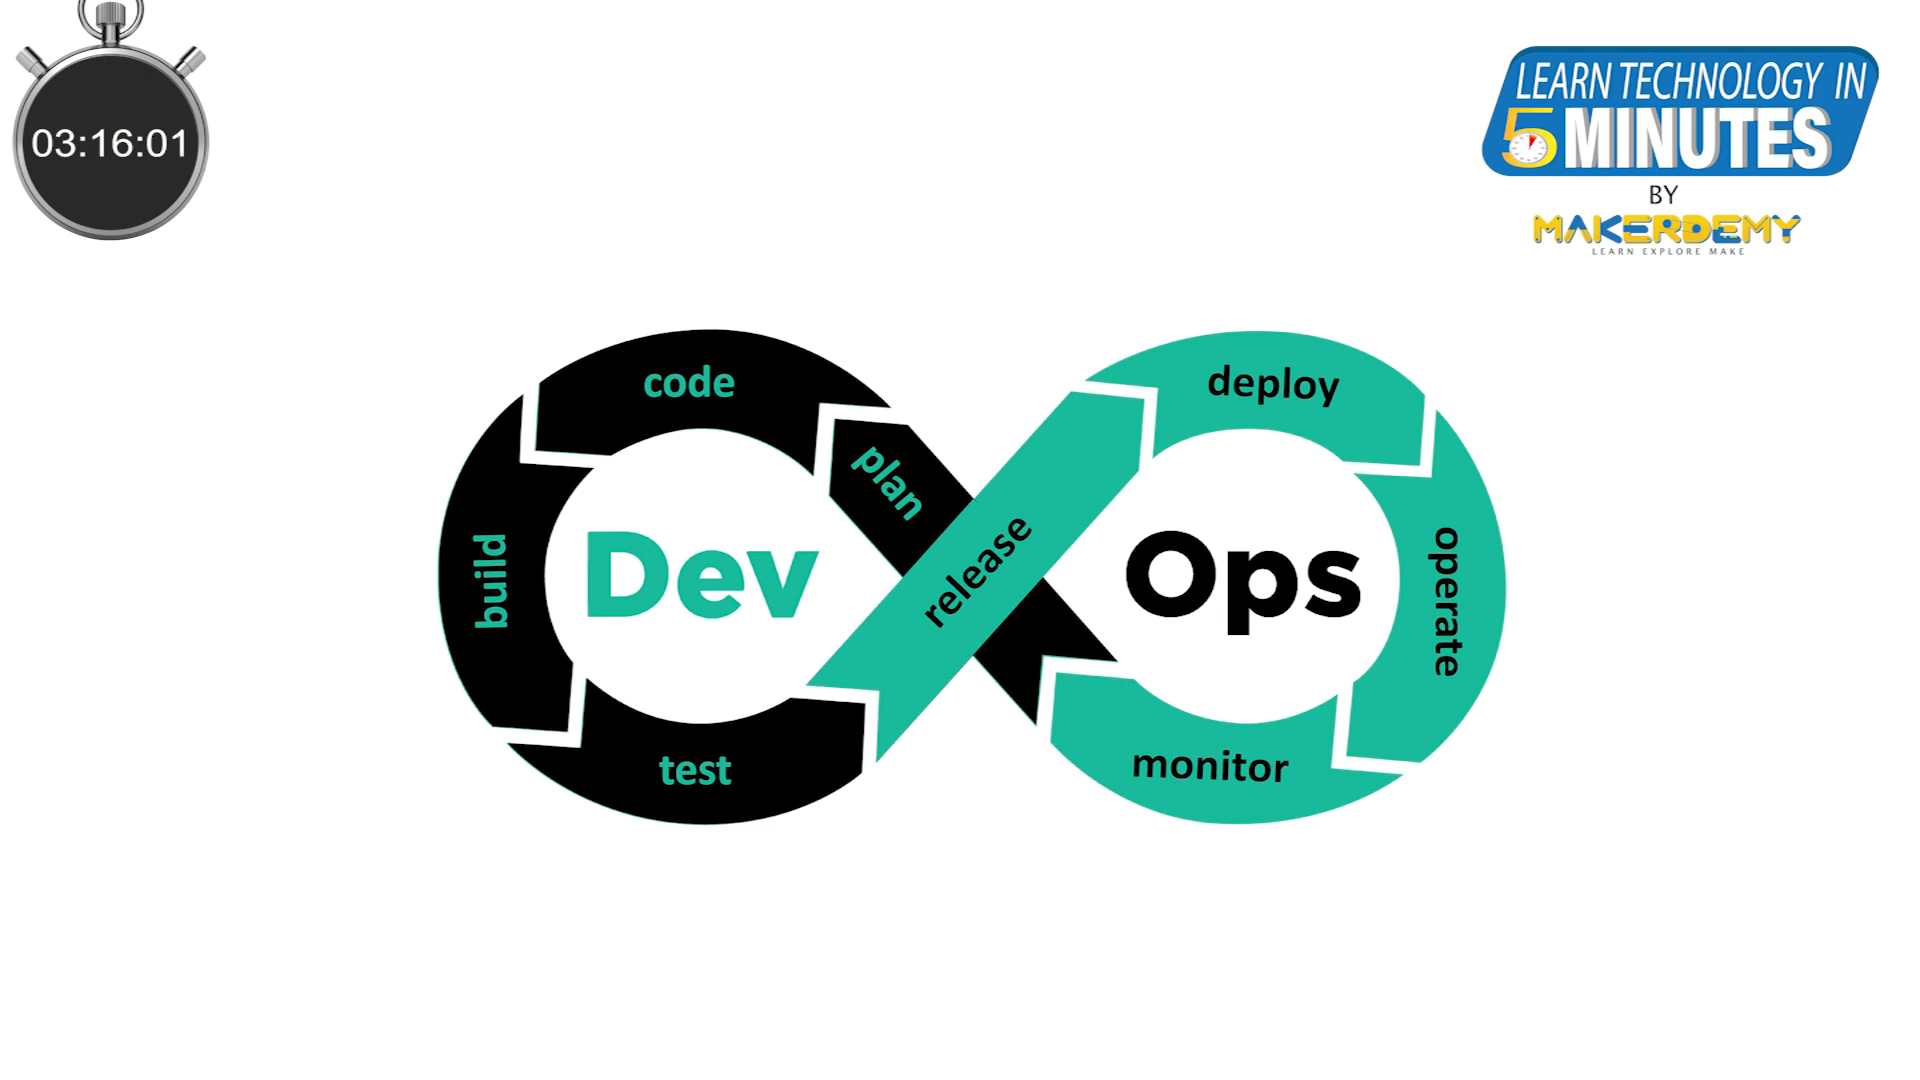 03:16:01
LEARN TECHNOLOGY IN
5 MINUTES
BY
MAKERDEMY
LEARN EXPLORE MAKE
code
deploy
plan
release
build
Dev
Ops
operate
test
monitor